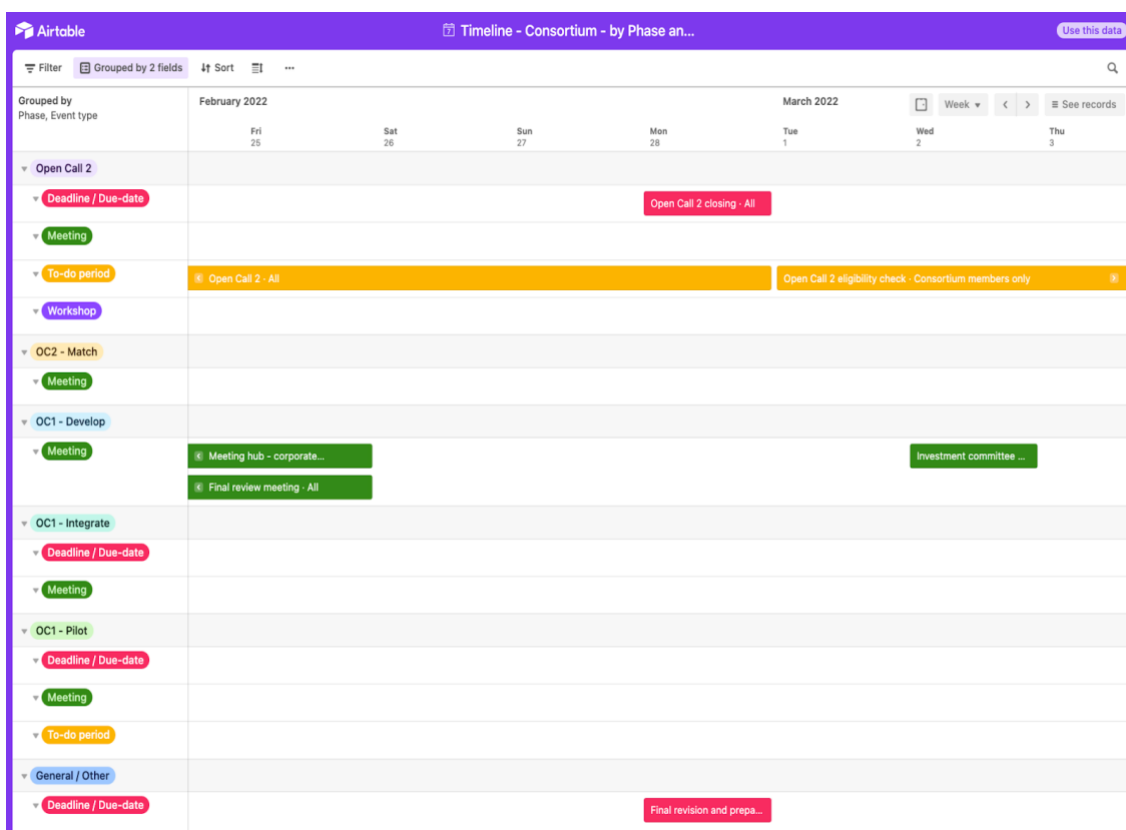 Airtable
Timeline - Consortium - by Phase an...
Use this data
Filter
Grouped by 2 fields
Sort
...
Grouped by
Phase, Event type
February 2022
March 2022
Week
See records
Fri
25
Sat
26
Sun
27
Mon
28
Tue
1
Wed
2
Thu
3
Open Call 2
Deadline / Due-date
Open Call 2 closing · All
Meeting
To-do period
Open Call 2 · All
Open Call 2 eligibility check · Consortium members only
Workshop
OC2 - Match
Meeting
OC1 - Develop
Meeting
Meeting hub - corporate...
Investment committee ...
Final review meeting · All
OC1 - Integrate
Deadline / Due-date
Meeting
OC1 - Pilot
Deadline / Due-date
Meeting
To-do period
General / Other
Deadline / Due-date
Final revision and prepa...